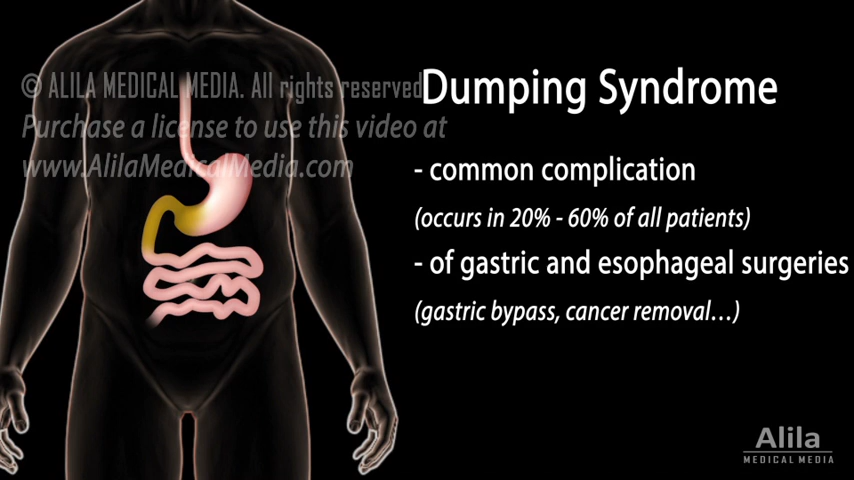 © ALILA MEDICAL MEDIA. All rights reserved
Purchase a license to use this video at
www.AlilaMedicalMedia.com
Dumping Syndrome
- common complication
(occurs in 20% - 60% of all patients)
- of gastric and esophageal surgeries
(gastric bypass, cancer removal...)
Alila
MEDICAL MEDIA